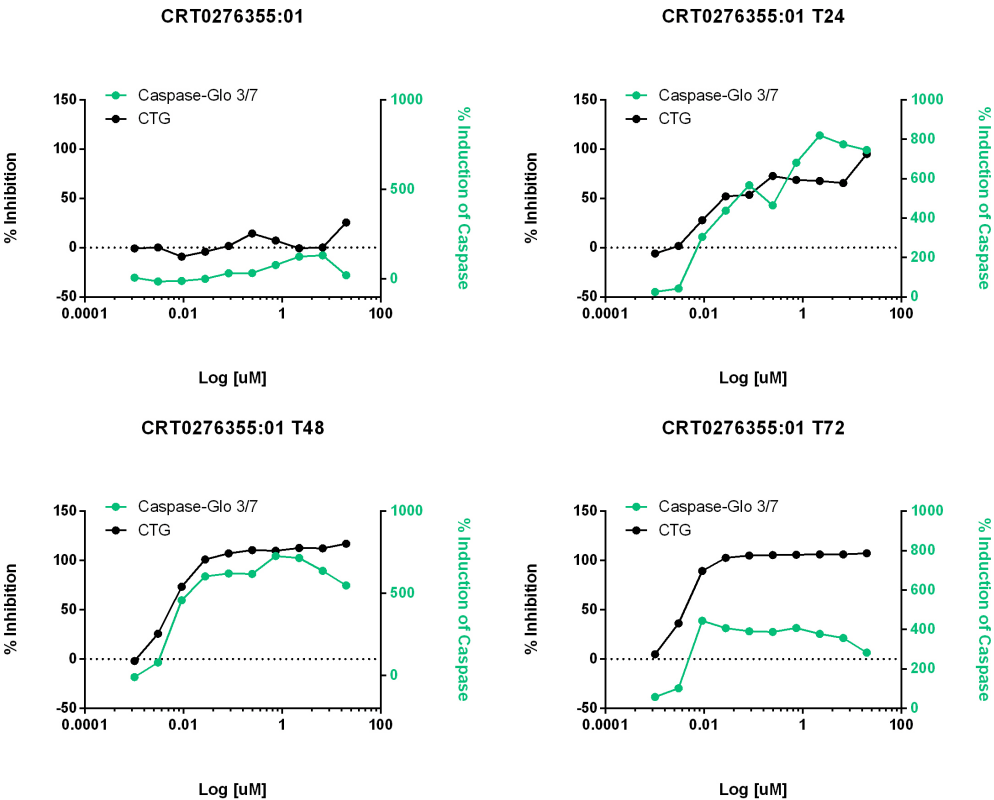 CRT0276355:01
Caspase-Glo 3/7
CTG
150
100
50
0
-50
1000
500
0
0.0001
0.01
1
100
% Inhibition
% Induction of Caspase
Log [uM]
CRT0276355:01 T24
Caspase-Glo 3/7
CTG
150
100
50
0
-50
1000
800
600
400
200
0
0.0001
0.01
1
100
% Inhibition
% Induction of Caspase
Log [uM]
CRT0276355:01 T48
Caspase-Glo 3/7
CTG
150
100
50
0
-50
1000
500
0
0.0001
0.01
1
100
% Inhibition
% Induction of Caspase
Log [uM]
CRT0276355:01 T72
Caspase-Glo 3/7
CTG
150
100
50
0
-50
1000
800
600
400
200
0
0.0001
0.01
1
100
% Inhibition
% Induction of Caspase
Log [uM]